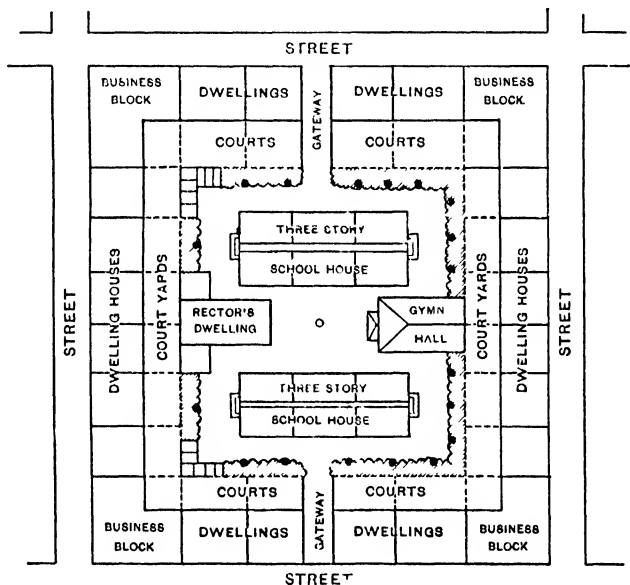 STREET
BUSINESS
BLOCK
DWELLINGS
GATEWAY
DWELLINGS
BUSINESS
BLOCK
COURTS
COURTS
THREE STORY
SCHOOL HOUSE
STREET
DWELLING HOUSES
COURT YARDS
RECTOR'S
DWELLING
GYMN
HALL
COURT YARDS
DWELLING HOUSES
STREET
THREE STORY
SCHOOL HOUSE
COURTS
GATEWAY
COURTS
BUSINESS
BLOCK
DWELLINGS
DWELLINGS
BUSINESS
BLOCK
STREET